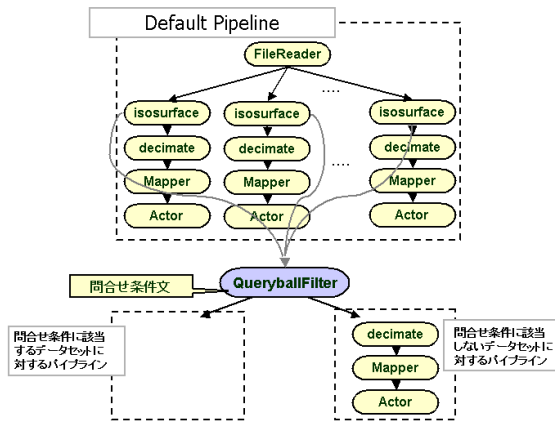 Default Pipeline
FileReader
....
isosurface
isosurface
isosurface
decimate
decimate
decimate
....
Mapper
Mapper
Mapper
Actor
Actor
Actor
QueryballFilter
問合せ条件文
問合せ条件に該当
するデータセットに
対するパイプライン
decimate
Mapper
Actor
問合せ条件に該当
しないデータセットに
対するパイプライン